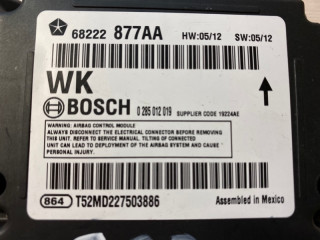 68222 877AA HW:05/12 SW:05/12
WK
BOSCH 0 285 012 019 SUPPLIER CODE 19224AE
WARNING: AIRBAG CONTROL MODULE
ALWAYS DISCONNECT THE ELECTRICAL CONNECTOR BEFORE REMOVING
UNIT. REFER TO SERVICE MANUAL. TILTING OF CONNECTED
UNIT CAN LEAD TO DEPLOYMENT OF THE AIRBAG SYSTEM AND CAUSE
PERSONAL INJURY.
864 T52MD227503886 Assembled in Mexico